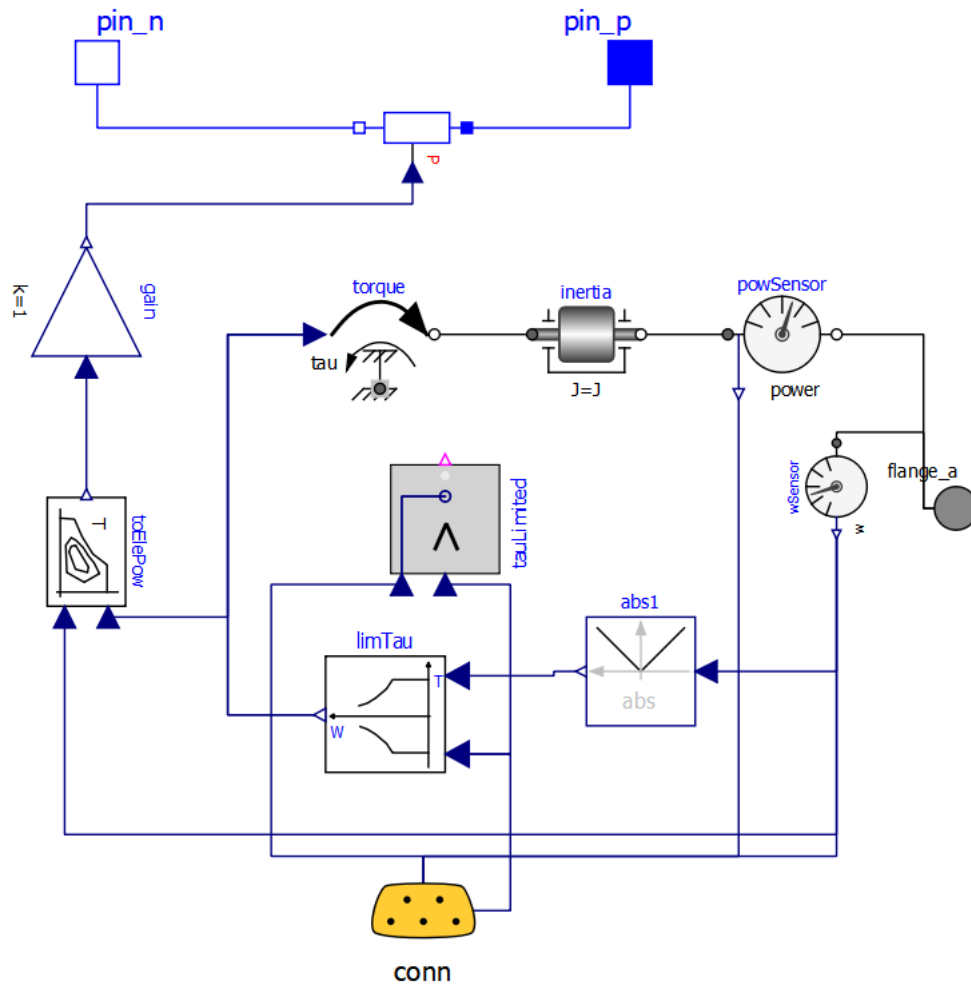 pin_n
pin_p
P
gain
k=1
torque
tau
inertia
J=J
powSensor
power
wSensor
w
flange_a
T
toElePow
tauLimited
<
limTau
T
W
abs1
abs
conn